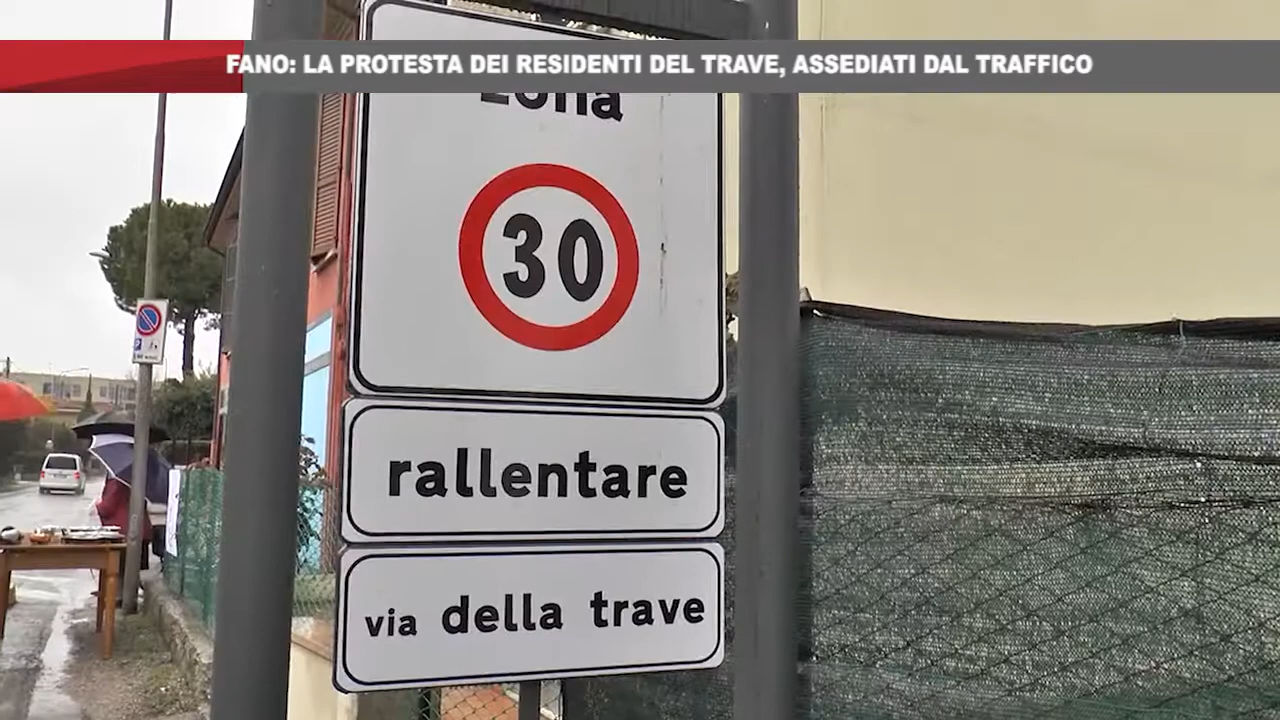 FANO: LA PROTESTA DEI RESIDENTI DEL TRAVE, ASSEDIATI DAL TRAFFICO
zona
30
rallentare
via della trave
P